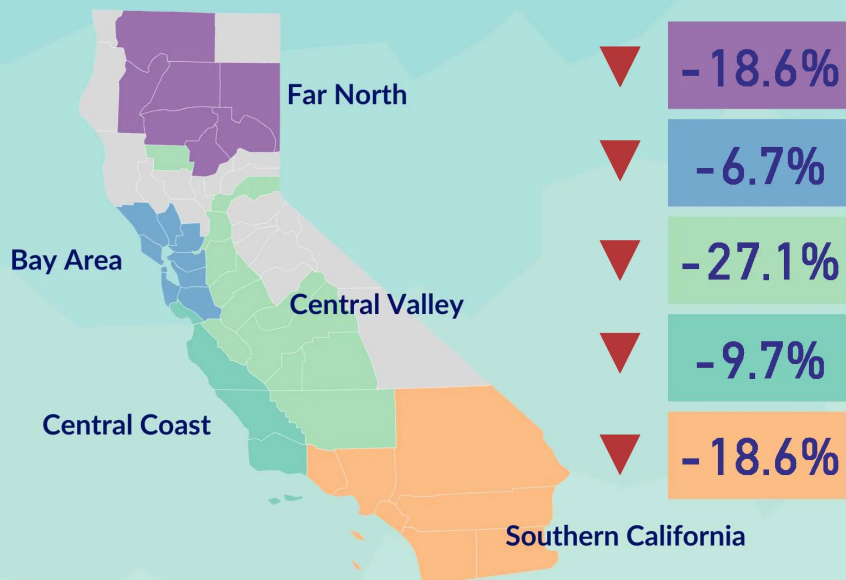 Far North
-18.6%
-6.7%
Bay Area
-27.1%
Central Valley
-9.7%
Central Coast
-18.6%
Southern California